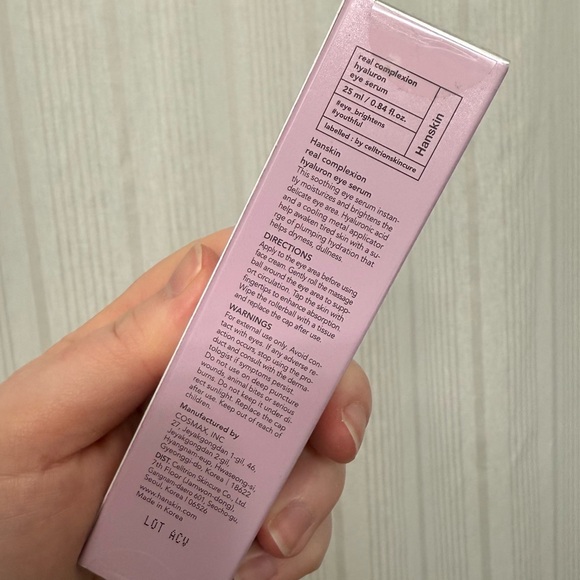 real complexion
hyaluron
eye serum
25 ml / 0.84 fl.oz.
#eye_brightens
#youthful
labelled : by celltrionskincure
Hanskin
Hanskin
real complexion
hyaluron eye serum
This soothing eye serum instan-
tly moisturizes and brightens the
delicate eye area. Hyaluronic acid
and a cooling metal applicator
help awaken tired skin with a su-
rge of plumping hydration that
helps dryness, dullness.
DIRECTIONS
Apply to the eye area before using
face cream. Gently roll the massage
ball around the eye area to supp-
ort circulation. Tap the skin with
fingertips to enhance absorption.
Wipe the rollerball with a tissue
and replace the cap after use.
WARNINGS
For external use only. Avoid con-
tact with eyes. If any adverse re-
action occurs, stop using the pro-
duct and consult with the derma-
tologist if symptoms persist.
Do not use on deep puncture
wounds, animal bites or serious
burns. Do not keep it under di-
rect sunlight. Replace the cap
after use. Keep out of reach of
children.
Manufactured by
COSMAX, INC
27, Jeyakgongdan 1-gil, 46,
Jeyakgongdan 2-gil,
Hyangnam-eup, Hwaseong-si,
Gyeonggi-do, Korea | 18622
DIST. Celltrion Skincure Co., Ltd.
7th Floor (Jamwon-dong),
Gangnam-daero 601, Seocho-gu,
Seoul, Korea | 06526
www.hanskin.com
Made in Korea
LOT ACV